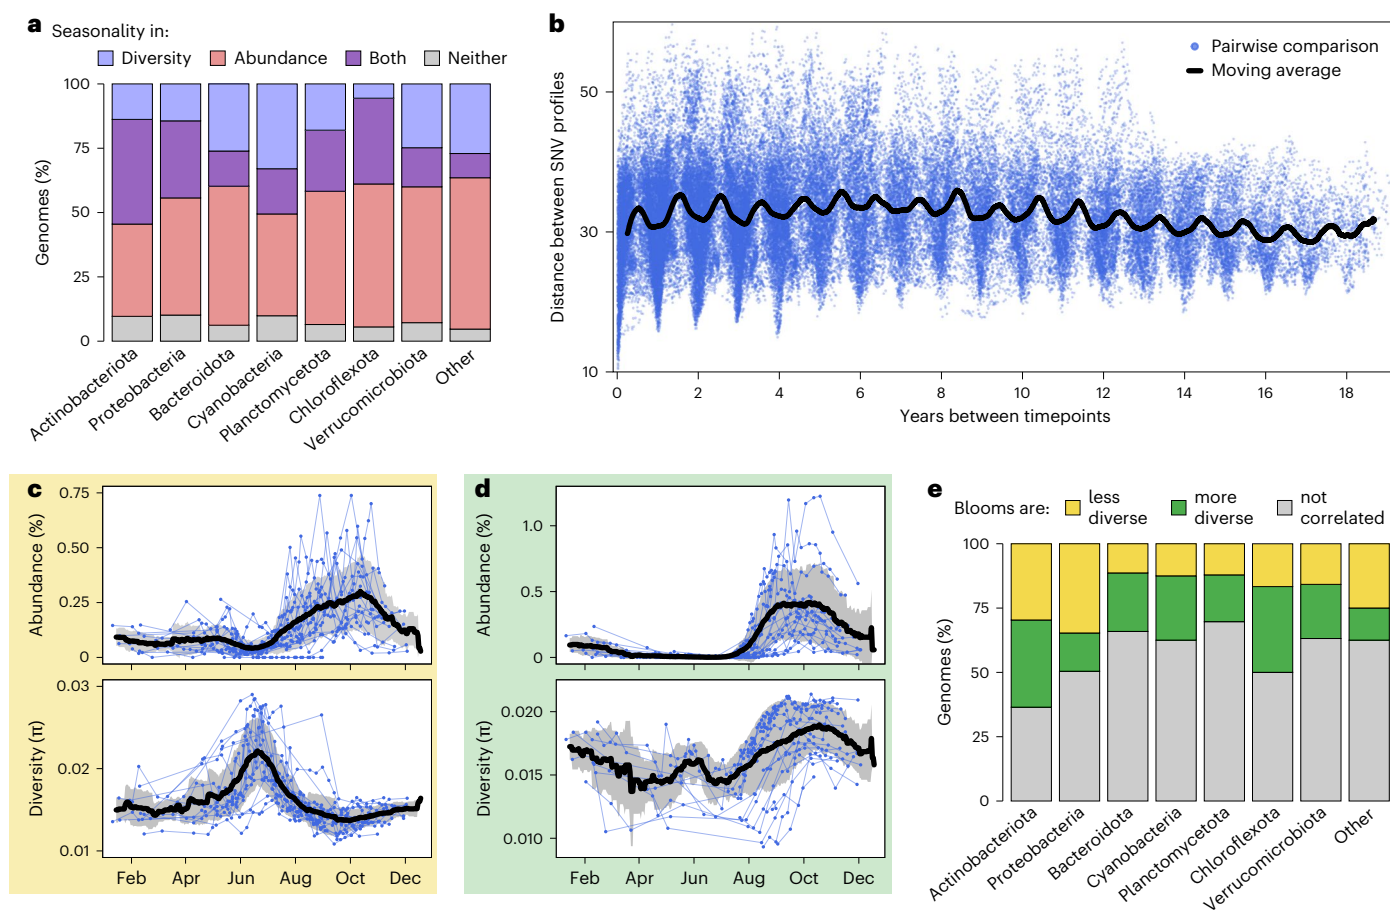 a
Seasonality in:
Diversity
Abundance
Both
Neither
Genomes (%)
100
75
50
25
0
Actinobacteriota
Proteobacteria
Bacteroidota
Cyanobacteria
Planctomycetota
Chloroflexota
Verrucomicrobiota
Other
b
Pairwise comparison
Moving average
Distance between SNV profiles
50
30
10
0 2 4 6 8 10 12 14 16 18
Years between timepoints
c
Abundance (%)
0.75
0.50
0.25
0
Diversity (π)
0.03
0.02
0.01
Feb Apr Jun Aug Oct Dec
d
Abundance (%)
1.0
0.5
0
Diversity (π)
0.020
0.015
0.010
Feb Apr Jun Aug Oct Dec
e
Blooms are:
less
diverse
more
diverse
not
correlated
Genomes (%)
100
75
50
25
0
Actinobacteriota
Proteobacteria
Bacteroidota
Cyanobacteria
Planctomycetota
Chloroflexota
Verrucomicrobiota
Other